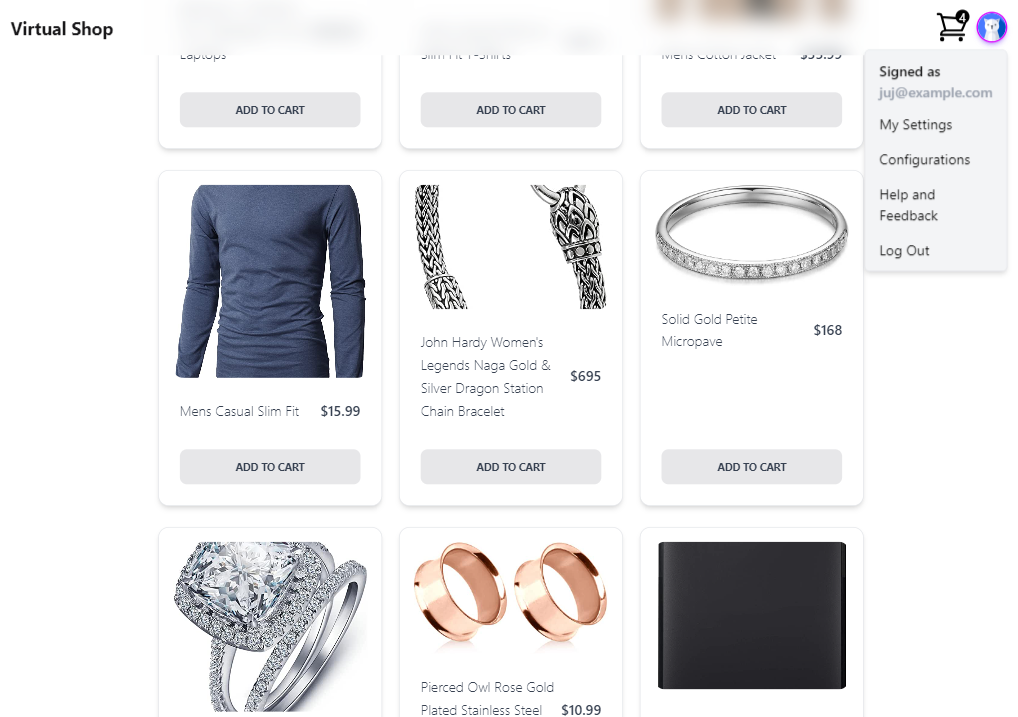 Virtual Shop
4
Signed as
juj@example.com
My Settings
Configurations
Help and
Feedback
Log Out
Laptops
Slim Fit T-Shirts
Mens Cotton Jacket $55.99
ADD TO CART
ADD TO CART
ADD TO CART
Mens Casual Slim Fit $15.99
ADD TO CART
John Hardy Women's
Legends Naga Gold &
Silver Dragon Station
Chain Bracelet
$695
ADD TO CART
Solid Gold Petite
Micropave
$168
ADD TO CART
Pierced Owl Rose Gold
Plated Stainless Steel
$10.99